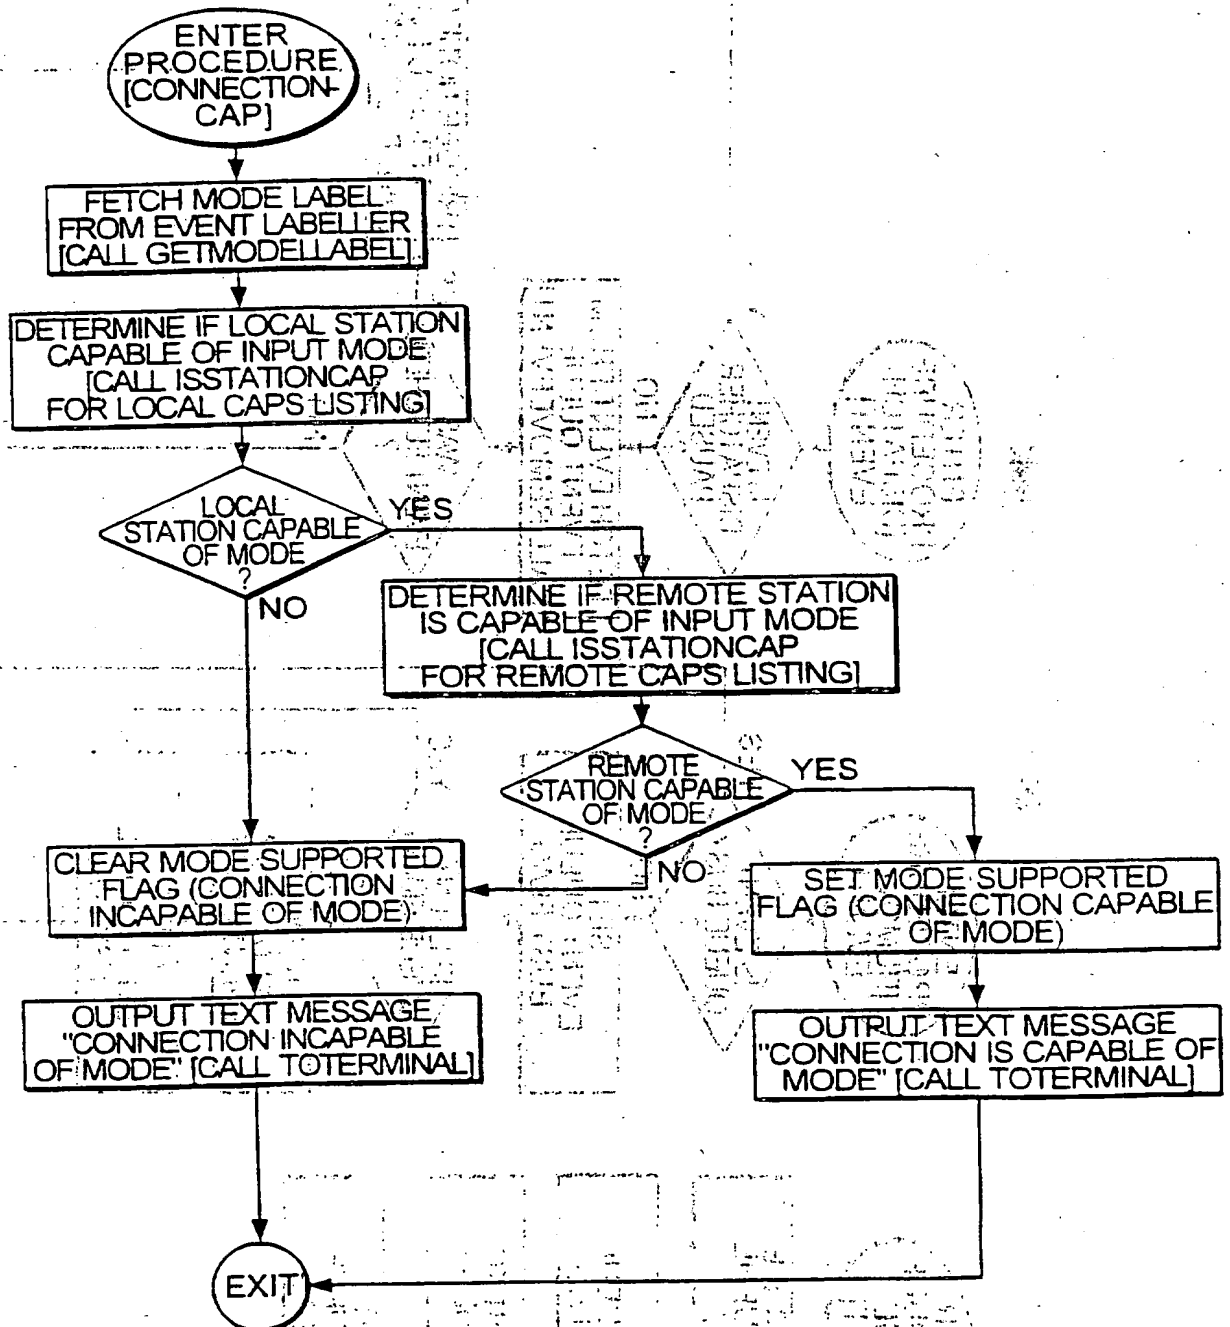 ENTER
PROCEDURE
[CONNECTION-
CAP]
FETCH MODE LABEL
FROM EVENT LABELLER
[CALL GETMODELLABEL]
DETERMINE IF LOCAL STATION
CAPABLE OF INPUT MODE
[CALL ISSTATIONCAP
FOR LOCAL CAPS LISTING]
LOCAL
STATION CAPABLE
OF MODE
?
YES
NO
DETERMINE IF REMOTE STATION
IS CAPABLE OF INPUT MODE
[CALL ISSTATIONCAP
FOR REMOTE CAPS LISTING]
REMOTE
STATION CAPABLE
OF MODE
?
YES
NO
CLEAR MODE SUPPORTED
FLAG (CONNECTION
INCAPABLE OF MODE)
SET MODE SUPPORTED
FLAG (CONNECTION CAPABLE
OF MODE)
OUTPUT TEXT MESSAGE
"CONNECTION INCAPABLE
OF MODE" [CALL TOTERMINAL]
OUTPUT TEXT MESSAGE
"CONNECTION IS CAPABLE OF
MODE" [CALL TOTERMINAL]
EXIT